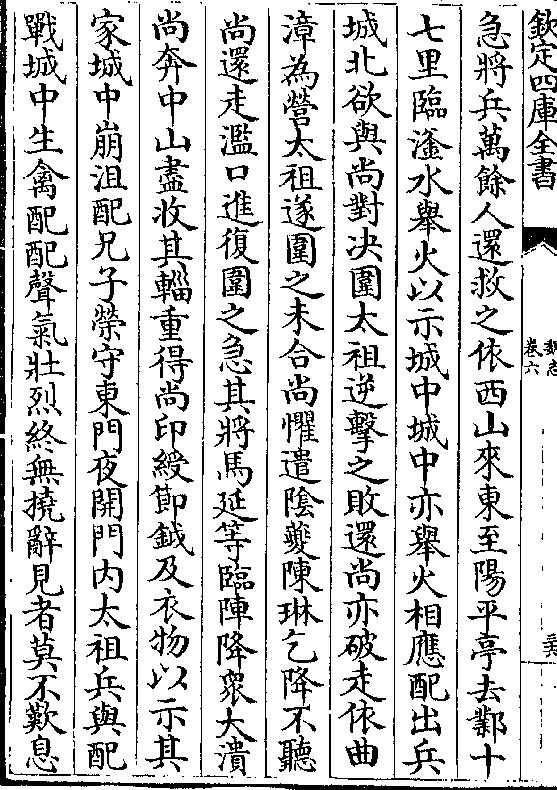 欽定四庫全書
魏志
卷六
急將兵萬餘人還救之依西山來東至陽平亭去鄴十
七里臨滏水舉火以示城中城中亦舉火相應配出兵
城北欲與尚對决圍太祖逆擊之敗還尚亦破走依曲
漳為營太祖遂圍之未合尚懼遣陰夔陳琳乞降不聽
尚還走濫口進復圍之急其將馬延等臨陣降衆大潰
尚奔中山盡收其輜重得尚印綬節鉞及衣物以示其
家城中崩沮配兄子榮守東門夜開門内太祖兵與配
戰城中生禽配配聲氣壯烈終無撓辭見者莫不歎息